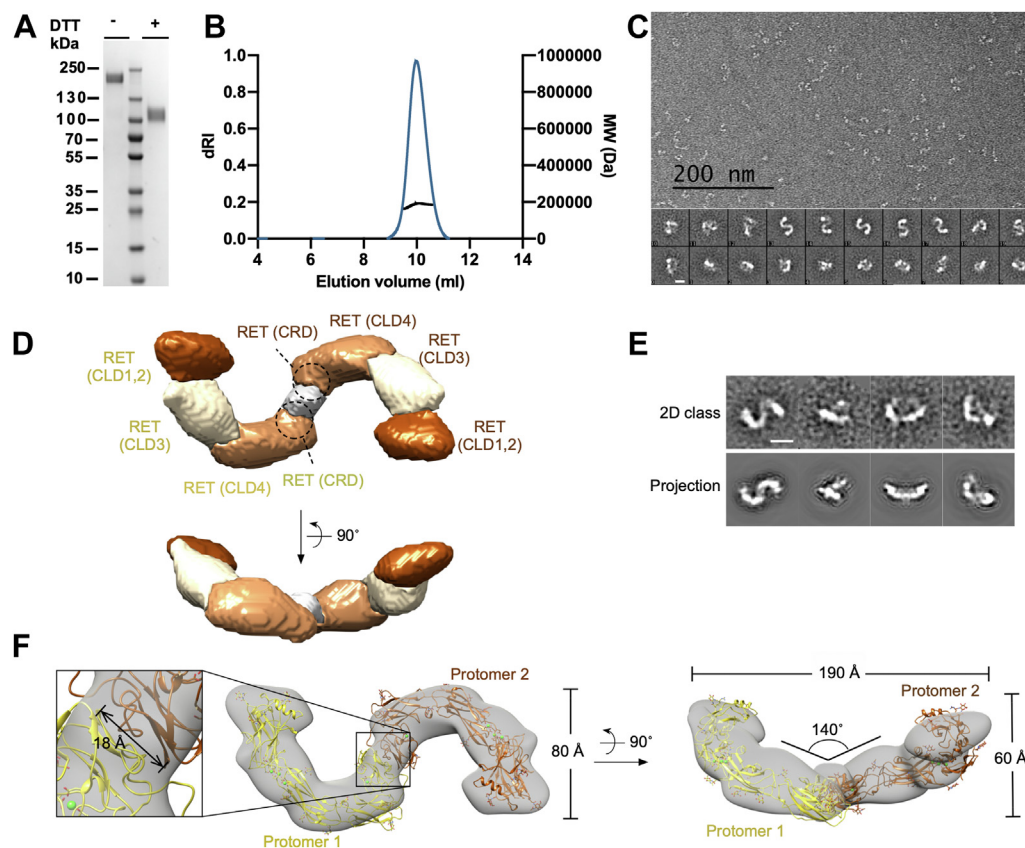 A
DTT - +
kDa
250
130
100
70
55
35
25
15
10
B
1.0
0.8
0.6
0.4
0.2
0.0
dRI
4 6 8 10 12 14
Elution volume (ml)
1000000
800000
600000
400000
200000
0
MW (Da)
C
200 nm
D
RET
(CLD1,2)
RET (CRD)
RET (CLD4)
RET
(CLD3)
RET
(CLD3)
RET
(CLD1,2)
RET (CLD4)
RET (CRD)
90°
E
2D class
Projection
F
18 Å
Protomer 2
Protomer 1
80 Å
90°
190 Å
Protomer 2
140°
60 Å
Protomer 1